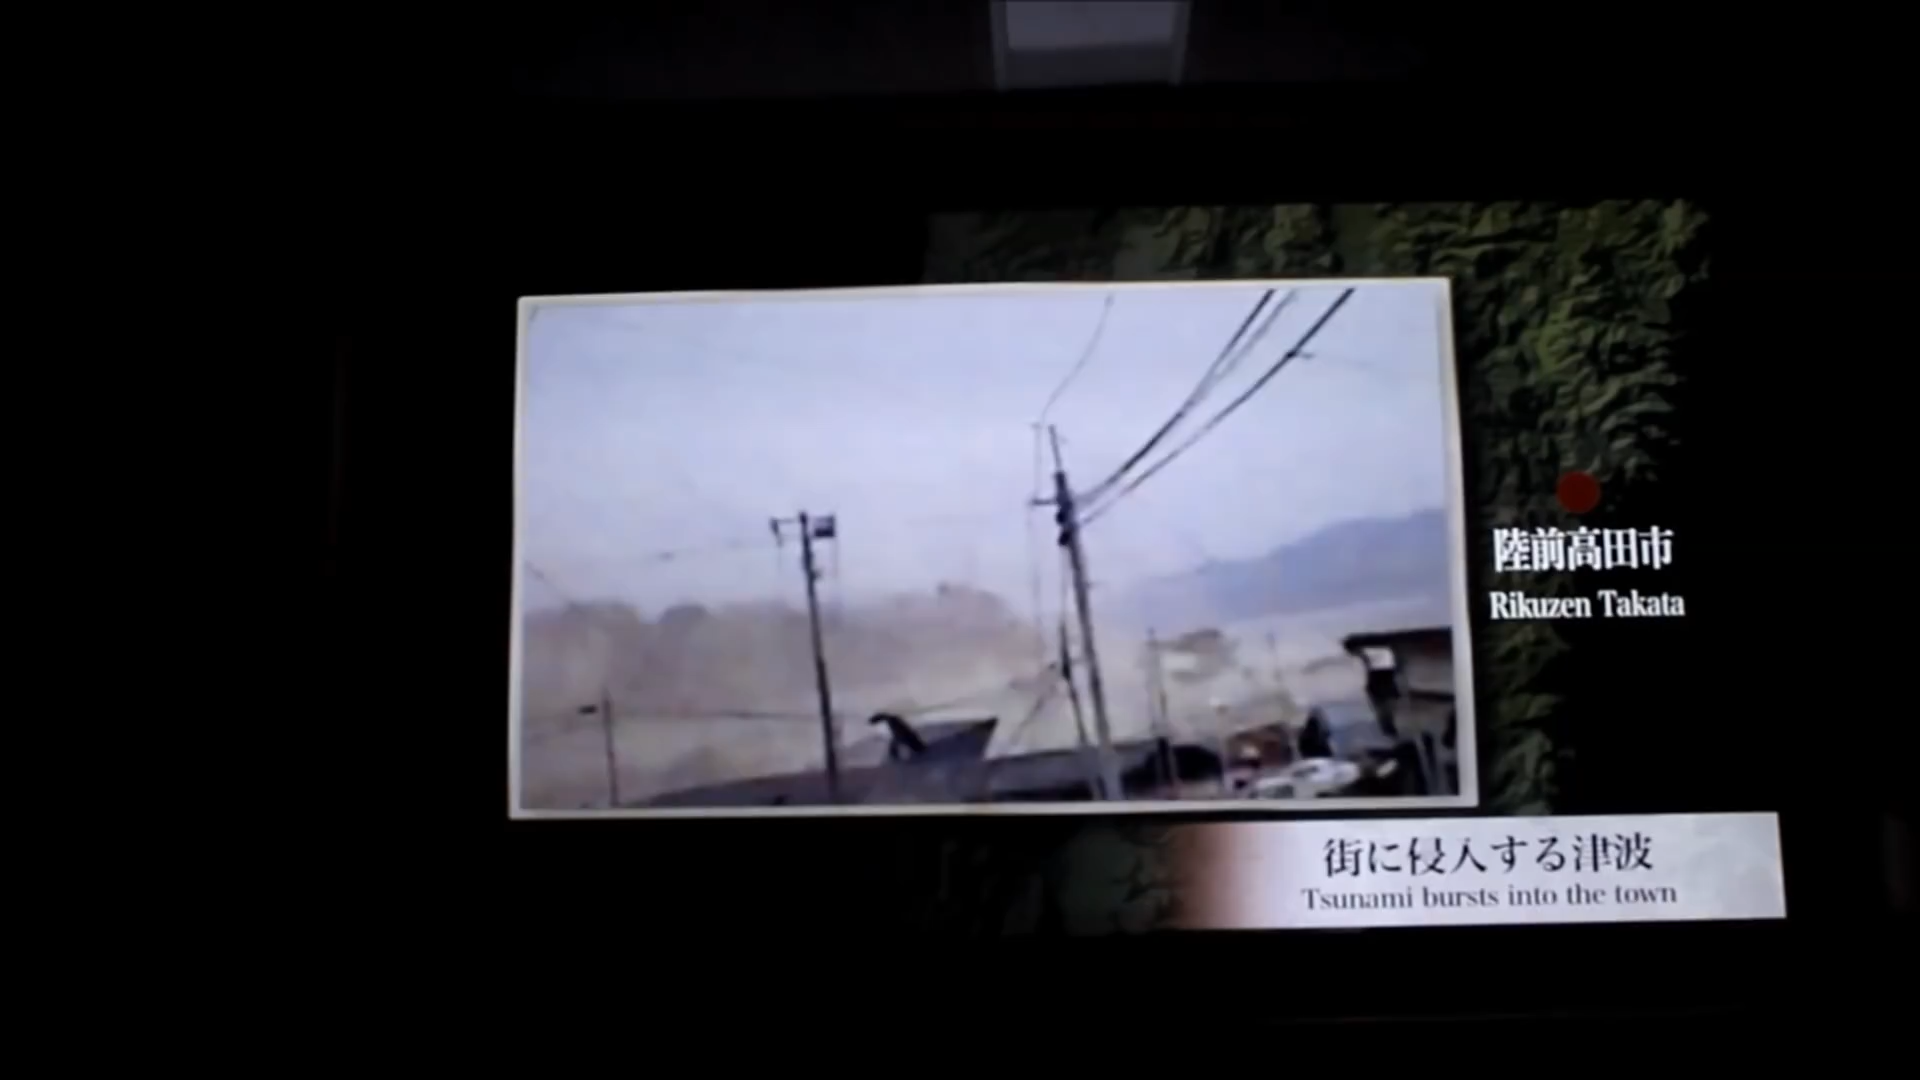 陸前高田市
Rikuzen Takata
街に侵入する津波
Tsunami bursts into the town